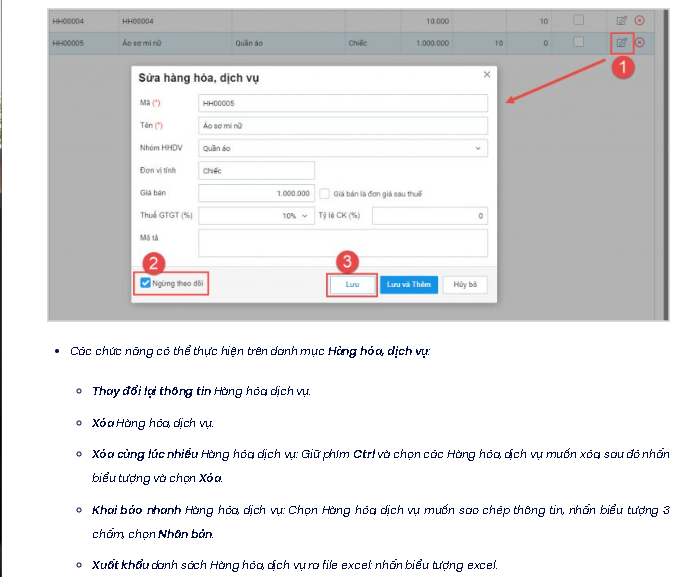 HH00004 HH00004 10.000 10
HH00005 Áo sơ mi nữ Quần áo Chiếc 1.000.000 10 0
1
Sửa hàng hóa, dịch vụ
Mã (*) HH00005
Tên (*) Áo sơ mi nữ
Nhóm HHDV Quần áo
Đơn vị tính Chiếc
Giá bán 1.000.000 Giá bán là đơn giá sau thuế
Thuế GTGT (%) 10% Tỷ lệ CK (%) 0
Mô tả
2 3
Ngừng theo dõi Lưu Lưu và Thêm Hủy bỏ
Các chức năng có thể thực hiện trên danh mục Hàng hóa, dịch vụ:
Thay đổi lại thông tin Hàng hóa, dịch vụ.
Xóa Hàng hóa, dịch vụ.
Xóa cùng lúc nhiều Hàng hóa, dịch vụ: Giữ phím Ctrl và chọn các Hàng hóa, dịch vụ muốn xóa, sau đó nhấn
biểu tượng và chọn Xóa.
Khai báo nhanh Hàng hóa, dịch vụ: Chọn Hàng hóa, dịch vụ muốn sao chép thông tin, nhấn biểu tượng 3
chấm, chọn Nhân bản.
Xuất khẩu danh sách Hàng hóa, dịch vụ ra file excel: nhấn biểu tượng excel.